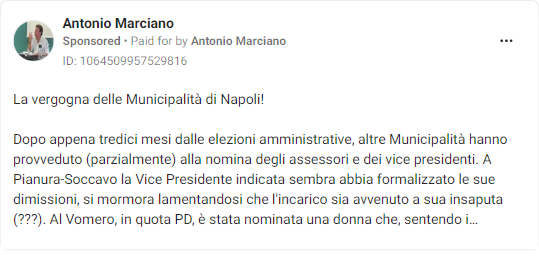 Antonio Marciano
Sponsored • Paid for by Antonio Marciano
ID: 1064509957529816
La vergogna delle Municipalità di Napoli!
Dopo appena tredici mesi dalle elezioni amministrative, altre Municipalità hanno
provveduto (parzialmente) alla nomina degli assessori e dei vice presidenti. A
Pianura-Soccavo la Vice Presidente indicata sembra abbia formalizzato le sue
dimissioni, si mormora lamentandosi che l'incarico sia avvenuto a sua insaputa
(???). Al Vomero, in quota PD, è stata nominata una donna che, sentendo i...